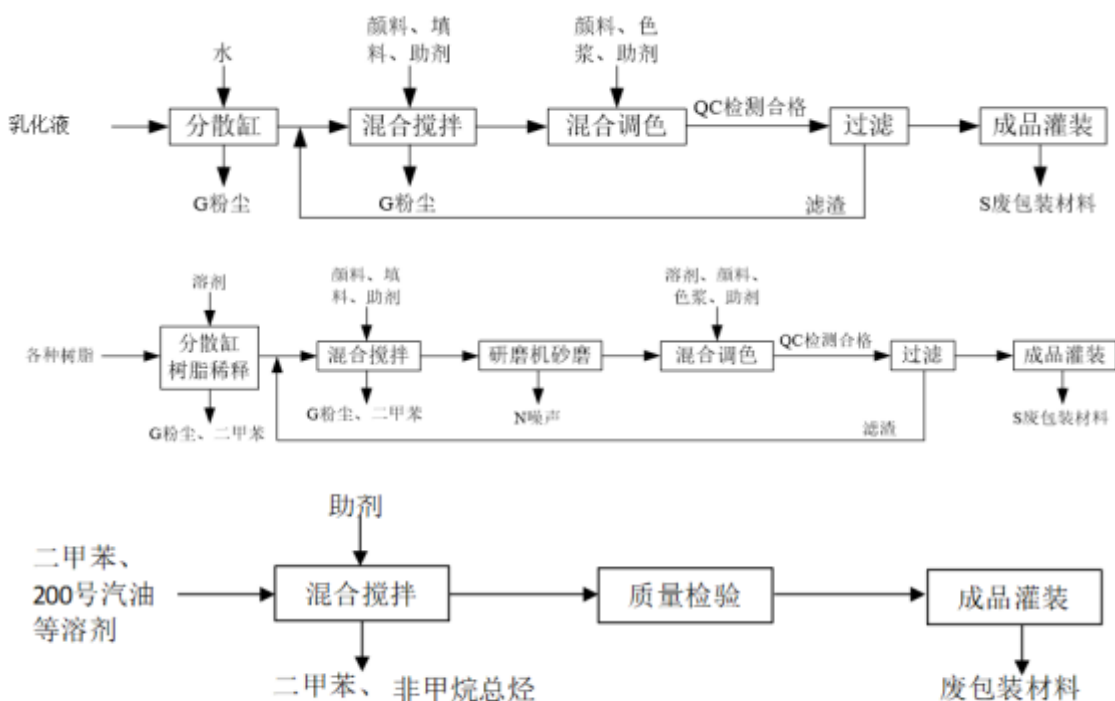 颜料、填
料、助剂
颜料、色
浆、助剂
水
QC检测合格
乳化液
分散缸
混合搅拌
混合调色
过滤
成品灌装
G粉尘
G粉尘
滤渣
S废包装材料
溶剂
颜料、填
料、助剂
溶剂、颜料、
色浆、助剂
QC检测合格
各种树脂
分散缸
树脂稀释
混合搅拌
研磨机砂磨
混合调色
过滤
成品灌装
G粉尘、二甲苯
G粉尘、二甲苯
N噪声
滤渣
S废包装材料
助剂
二甲苯、
200号汽油
等溶剂
混合搅拌
质量检验
成品灌装
二甲苯、非甲烷总烃
废包装材料